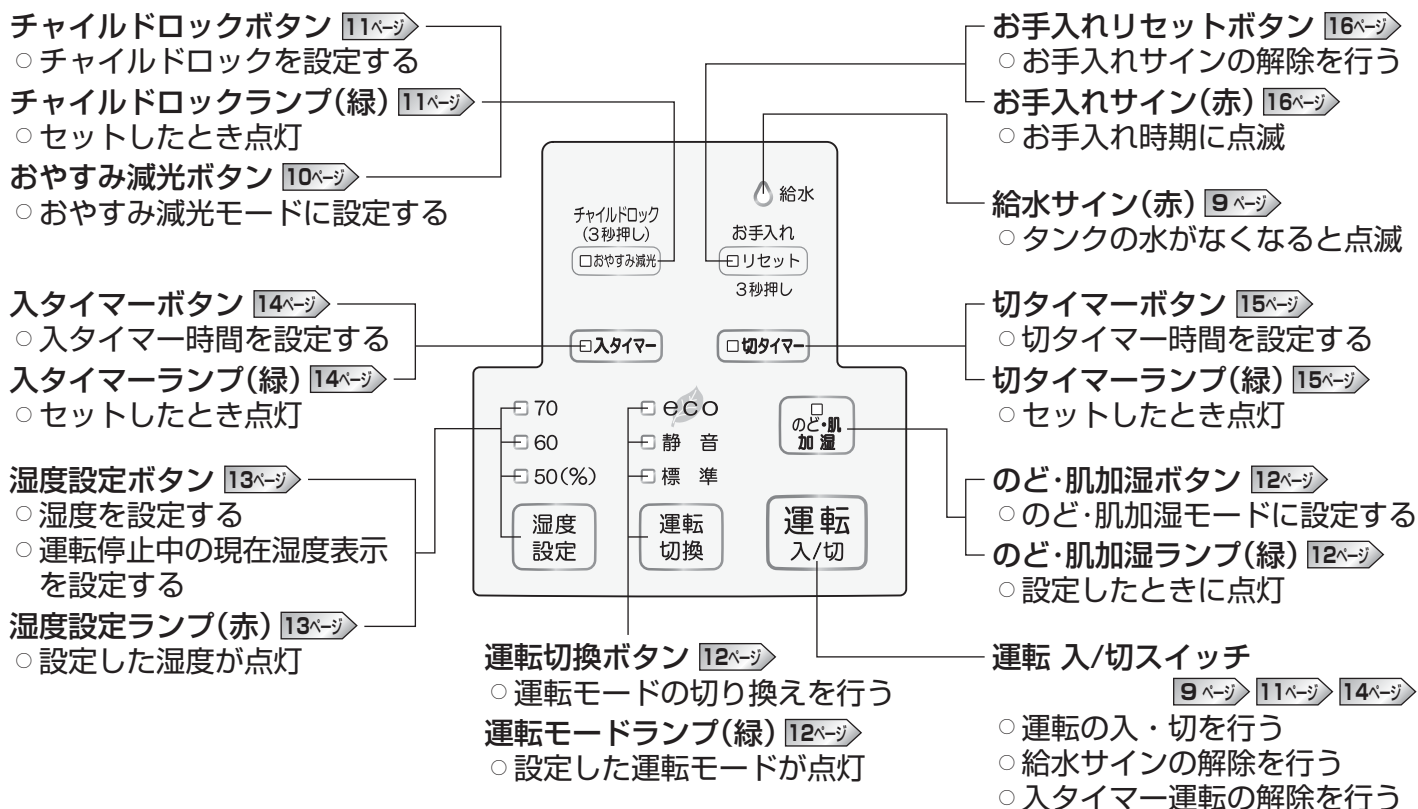 チャイルドロックボタン 11ページ
○チャイルドロックを設定する
チャイルドロックランプ(緑) 11ページ
○セットしたとき点灯
おやすみ減光ボタン 10ページ
○おやすみ減光モードに設定する
入タイマーボタン 14ページ
○入タイマー時間を設定する
入タイマーランプ(緑) 14ページ
○セットしたとき点灯
湿度設定ボタン 13ページ
○湿度を設定する
○運転停止中の現在湿度表示
を設定する
湿度設定ランプ(赤) 13ページ
○設定した湿度が点灯
給水
チャイルドロック
(3秒押し)
おやすみ減光
お手入れ
リセット
3秒押し
入タイマー
切タイマー
70
60
50(%)
湿度
設定
eco
静 音
標 準
運転
切換
のど・肌
加 湿
運転
入/切
運転切換ボタン 12ページ
○運転モードの切り換えを行う
運転モードランプ(緑) 12ページ
○設定した運転モードが点灯
お手入れリセットボタン 16ページ
○お手入れサインの解除を行う
お手入れサイン(赤) 16ページ
○お手入れ時期に点滅
給水サイン(赤) 9ページ
○タンクの水がなくなると点滅
切タイマーボタン 15ページ
○切タイマー時間を設定する
切タイマーランプ(緑) 15ページ
○セットしたとき点灯
のど・肌加湿ボタン 12ページ
○のど・肌加湿モードに設定する
のど・肌加湿ランプ(緑) 12ページ
○設定したときに点灯
運転 入/切スイッチ
9ページ 11ページ 14ページ
○運転の入・切を行う
○給水サインの解除を行う
○入タイマー運転の解除を行う